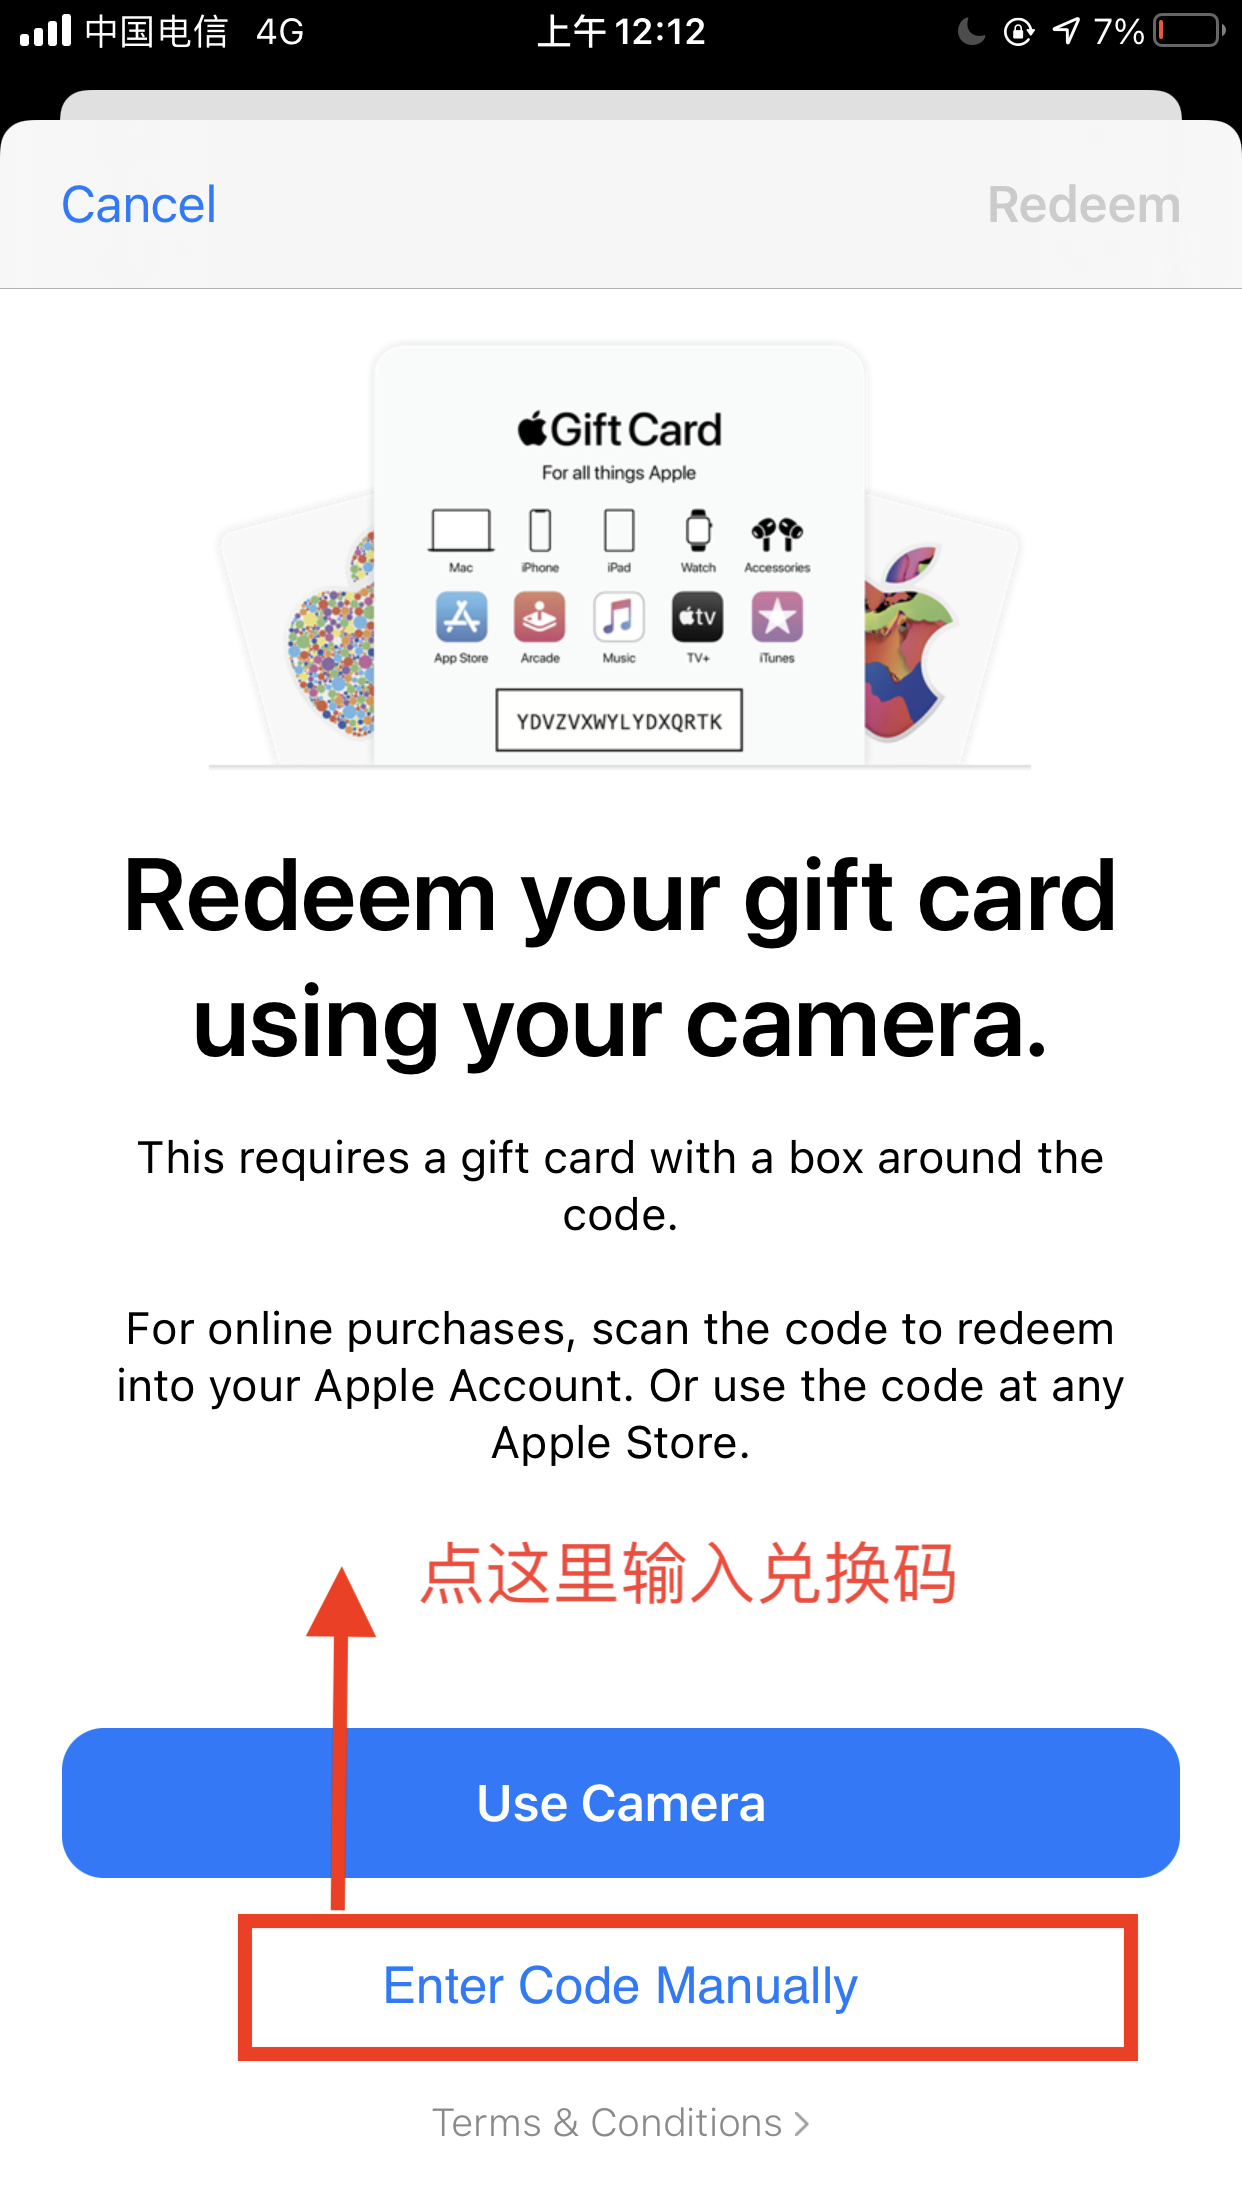 中国电信 4G 上午 12:12 7%
Cancel Redeem
Gift Card
For all things Apple
Mac iPhone iPad Watch Accessories
tv
App Store Arcade Music TV+ iTunes
YDVZVXWYLYDXQRTK
Redeem your gift card
using your camera.
This requires a gift card with a box around the
code.
For online purchases, scan the code to redeem
into your Apple Account. Or use the code at any
Apple Store.
点这里输入兑换码
Use Camera
Enter Code Manually
Terms & Conditions >